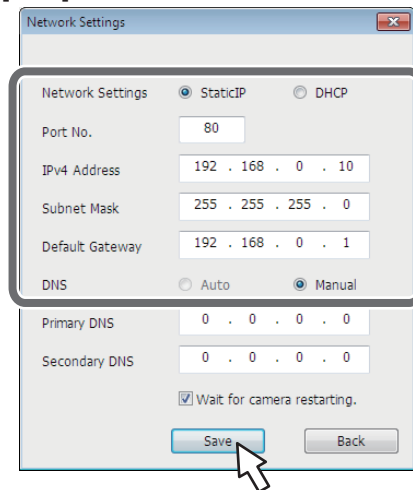 Network Settings
Network Settings StaticIP DHCP
Port No. 80
IPv4 Address 192 . 168 . 0 . 10
Subnet Mask 255 . 255 . 255 . 0
Default Gateway 192 . 168 . 0 . 1
DNS Auto Manual
Primary DNS 0 . 0 . 0 . 0
Secondary DNS 0 . 0 . 0 . 0
Wait for camera restarting.
Save Back